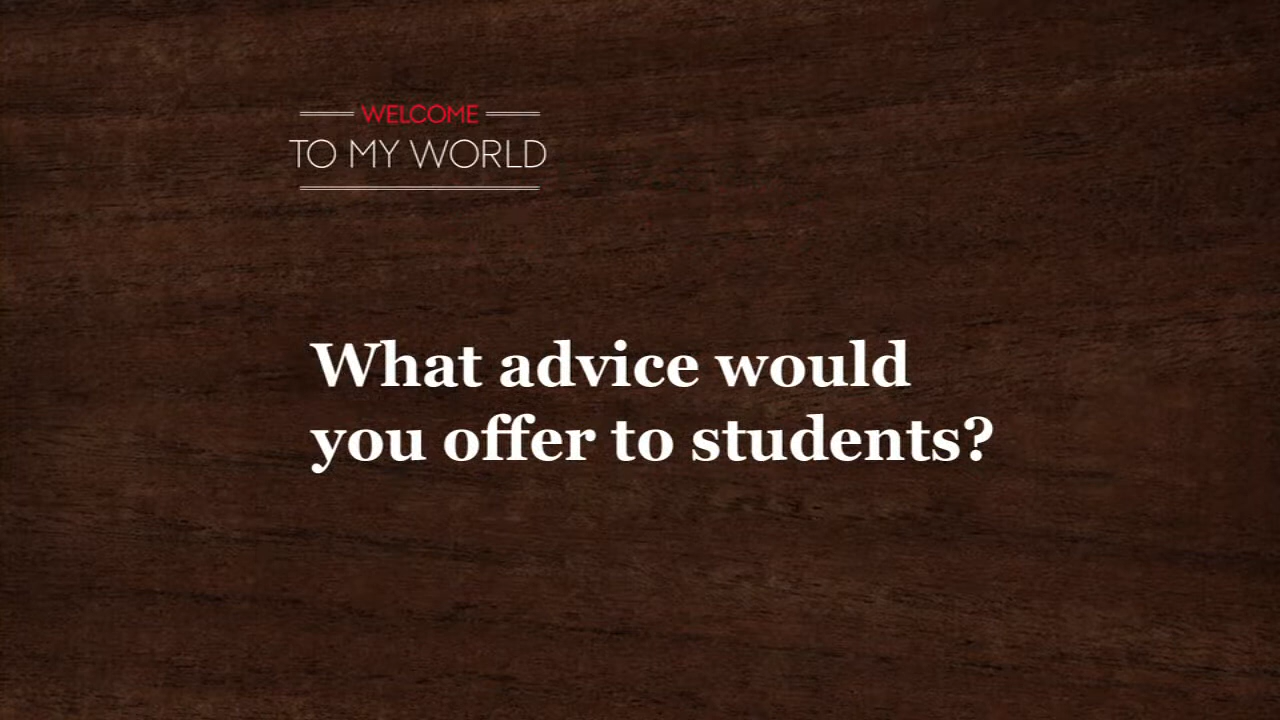 WELCOME
TO MY WORLD
What advice would
you offer to students?